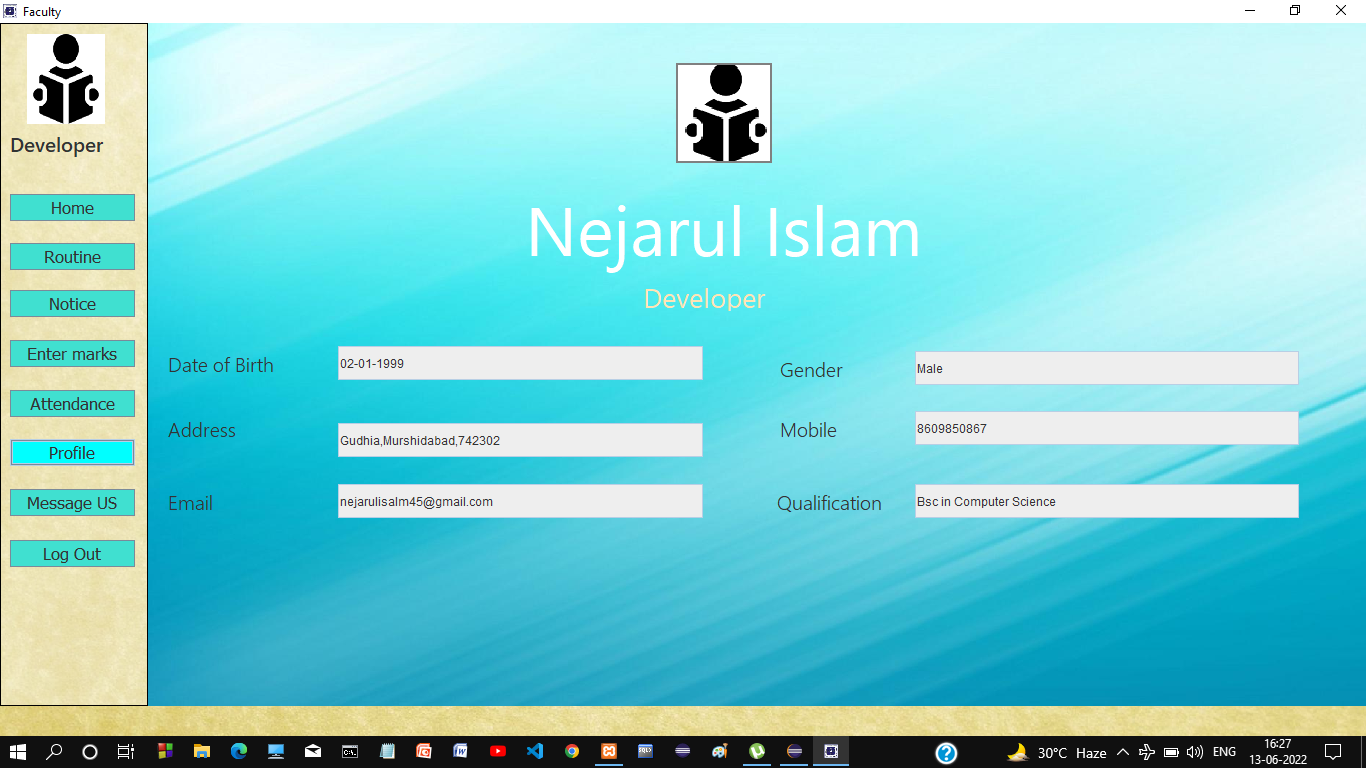 Faculty
Developer
Home
Routine
Notice
Enter marks
Attendance
Profile
Message US
Log Out
Nejarul Islam
Developer
Date of Birth 02-01-1999 Gender Male
Address Gudhia,Murshidabad,742302 Mobile 8609850867
Email nejarulisalm45@gmail.com Qualification Bsc in Computer Science
30°C Haze ENG 16:27
13-06-2022